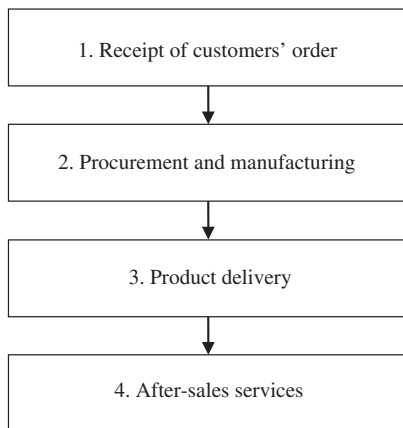 1. Receipt of customers’ order
2. Procurement and manufacturing
3. Product delivery
4. After-sales services